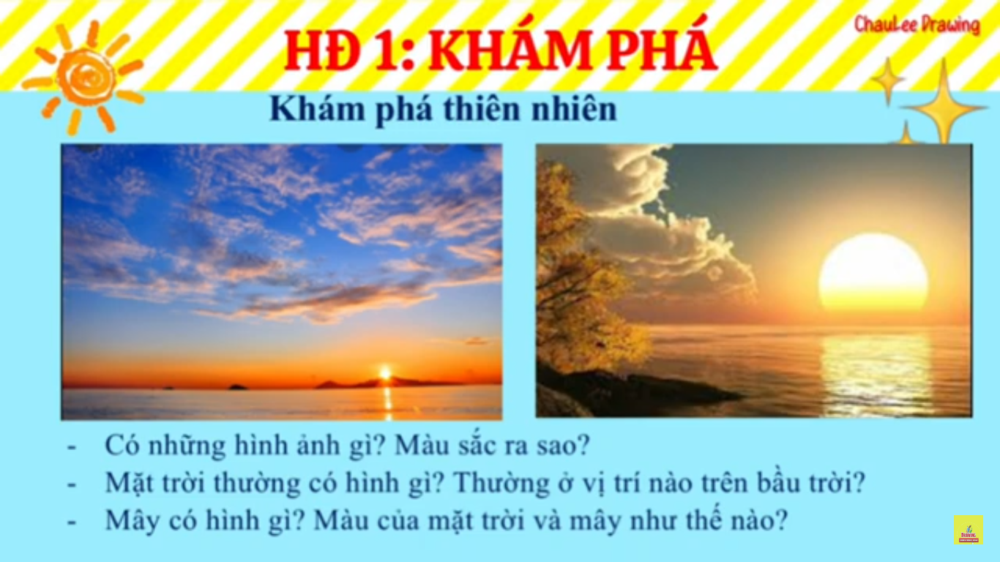 ChauLee Drawing
HĐ 1: KHÁM PHÁ
Khám phá thiên nhiên
- Có những hình ảnh gì? Màu sắc ra sao?
- Mặt trời thường có hình gì? Thường ở vị trí nào trên bầu trời?
- Mây có hình gì? Màu của mặt trời và mây như thế nào?
DRAWING